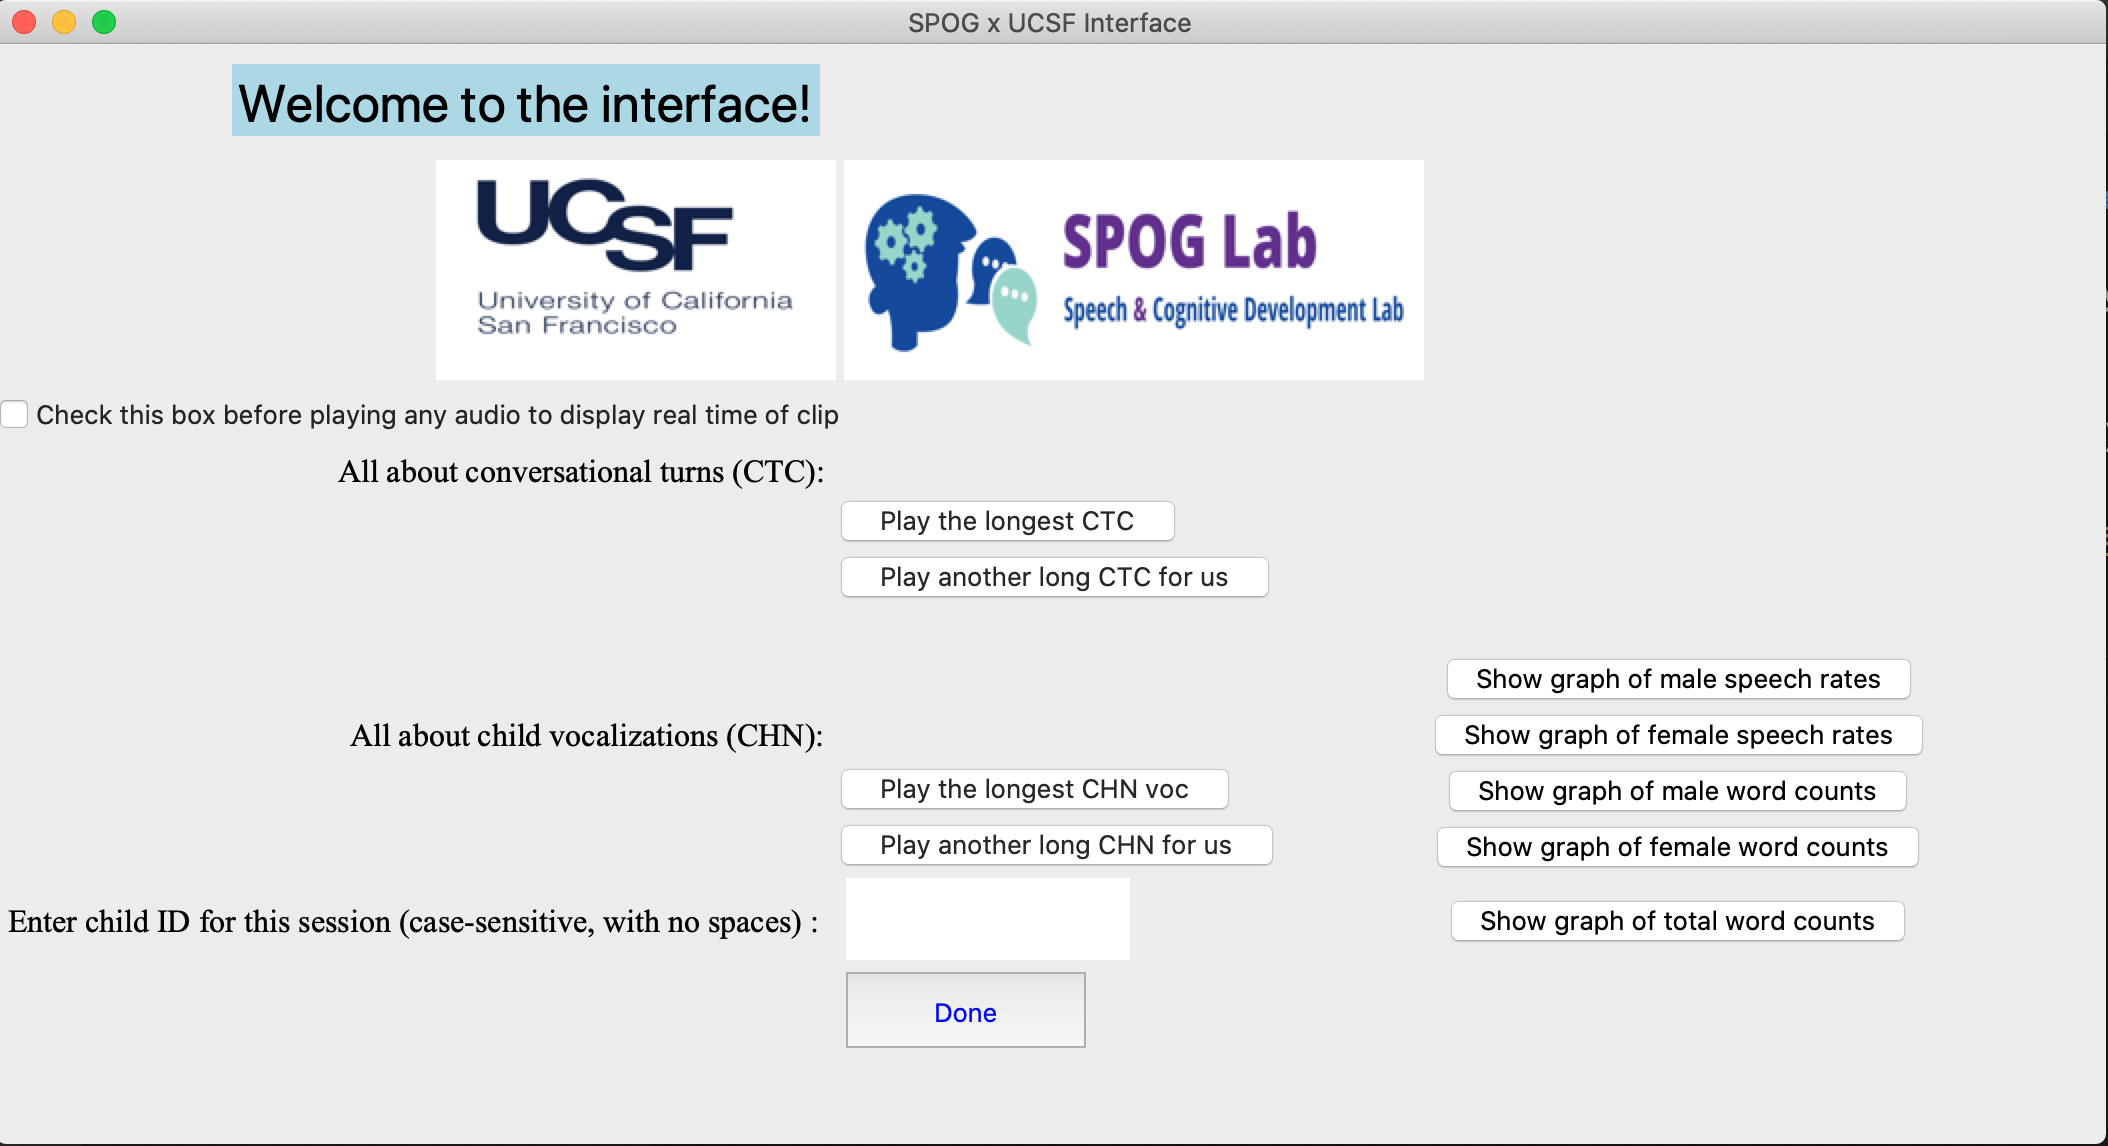 SPOG x UCSF Interface
Welcome to the interface!
UCSF
University of California
San Francisco
SPOG Lab
Speech & Cognitive Development Lab
Check this box before playing any audio to display real time of clip
All about conversational turns (CTC):
Play the longest CTC
Play another long CTC for us
Show graph of male speech rates
All about child vocalizations (CHN):
Show graph of female speech rates
Play the longest CHN voc
Show graph of male word counts
Play another long CHN for us
Show graph of female word counts
Enter child ID for this session (case-sensitive, with no spaces) :
Show graph of total word counts
Done